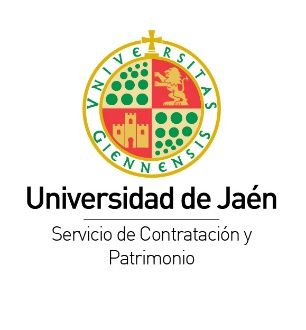 VNIVERSITAS
GIENNENSIS
Universidad de Jaén
Servicio de Contratación y
Patrimonio